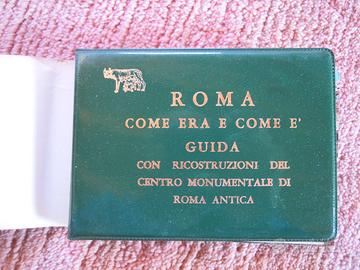 ROMA
COME ERA E COME E'
GUIDA
CON RICOSTRUZIONI DEL
CENTRO MONUMENTALE DI
ROMA ANTICA